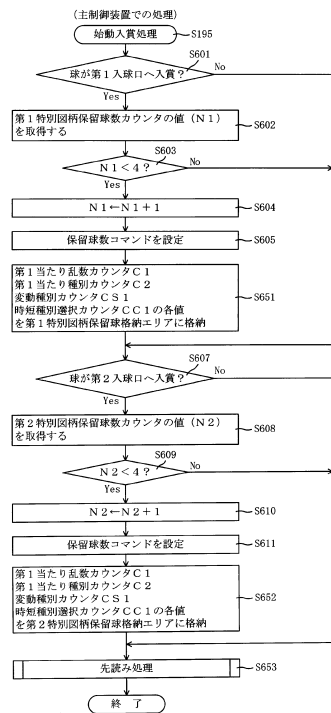 (主制御装置での処理)
始動入賞処理
S195
S601
球が第1入球口へ入賞?
No
Yes
第1特別図柄保留球数カウンタの値(N1)
を取得する
S602
S603
N1<4?
No
Yes
N1←N1+1
S604
保留球数コマンドを設定
S605
第1当たり乱数カウンタC1
第1当たり種別カウンタC2
変動種別カウンタCS1
時短種別選択カウンタCC1の各値
を第1特別図柄保留球格納エリアに格納
S651
S607
球が第2入球口へ入賞?
No
Yes
第2特別図柄保留球数カウンタの値(N2)
を取得する
S608
S609
N2<4?
No
Yes
N2←N2+1
S610
保留球数コマンドを設定
S611
第1当たり乱数カウンタC1
第1当たり種別カウンタC2
変動種別カウンタCS1
時短種別選択カウンタCC1の各値
を第2特別図柄保留球格納エリアに格納
S652
先読み処理
S653
終了